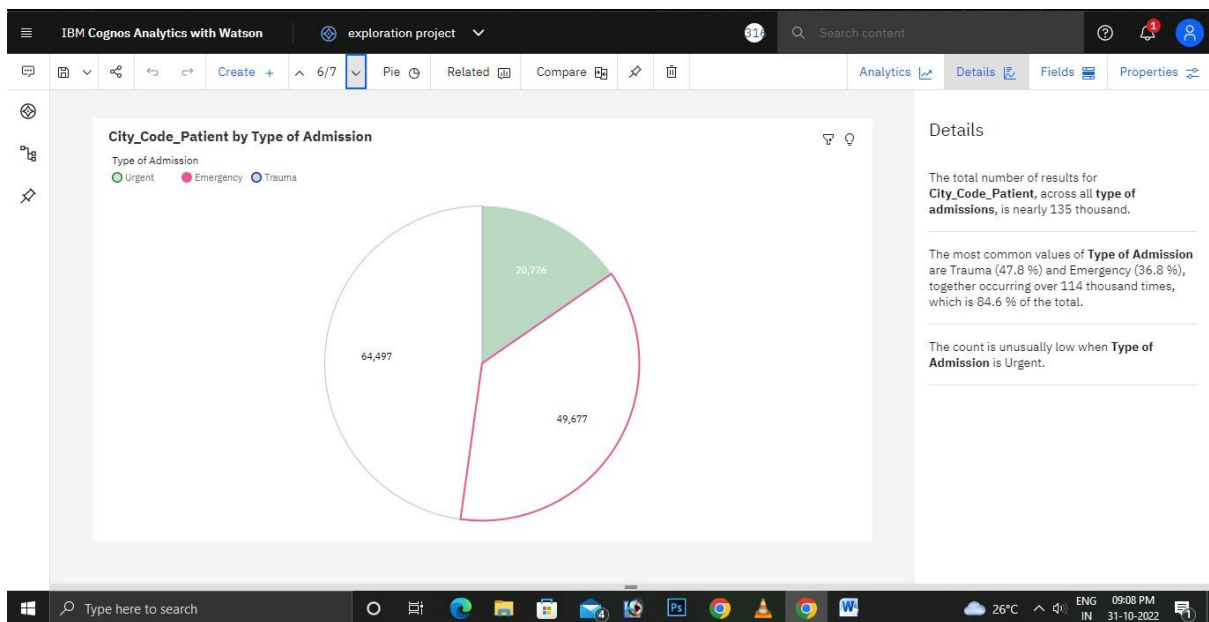 IBM Cognos Analytics with Watson
exploration project
316
Search content
1
Create +
6/7
Pie
Related
Compare
Analytics
Details
Fields
Properties
City_Code_Patient by Type of Admission
Type of Admission
Urgent
Emergency
Trauma
20,726
64,497
49,677
Details
The total number of results for
City_Code_Patient, across all type of
admissions, is nearly 135 thousand.
The most common values of Type of Admission
are Trauma (47.8 %) and Emergency (36.8 %),
together occurring over 114 thousand times,
which is 84.6 % of the total.
The count is unusually low when Type of
Admission is Urgent.
Type here to search
4
Ps
W
26°C
ENG
IN
09:08 PM
31-10-2022
1